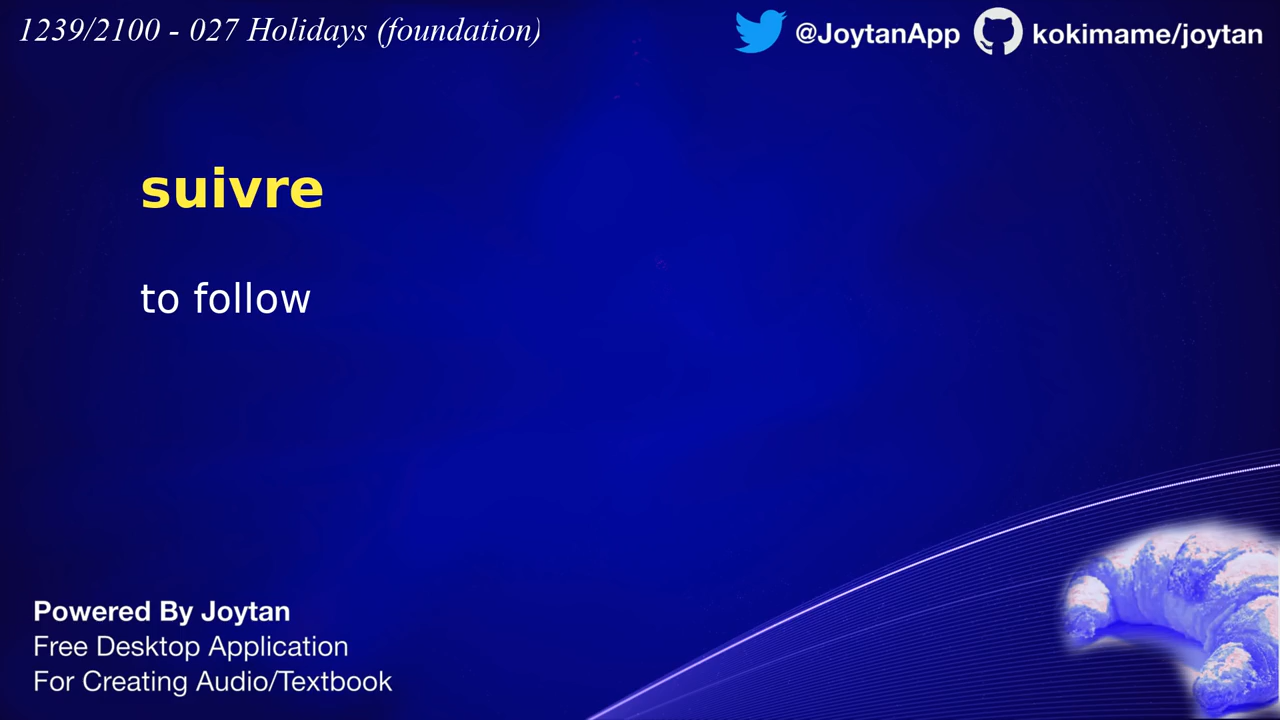 1239/2100 - 027 Holidays (foundation)
@JoytanApp kokimame/joytan
suivre
to follow
Powered By Joytan
Free Desktop Application
For Creating Audio/Textbook